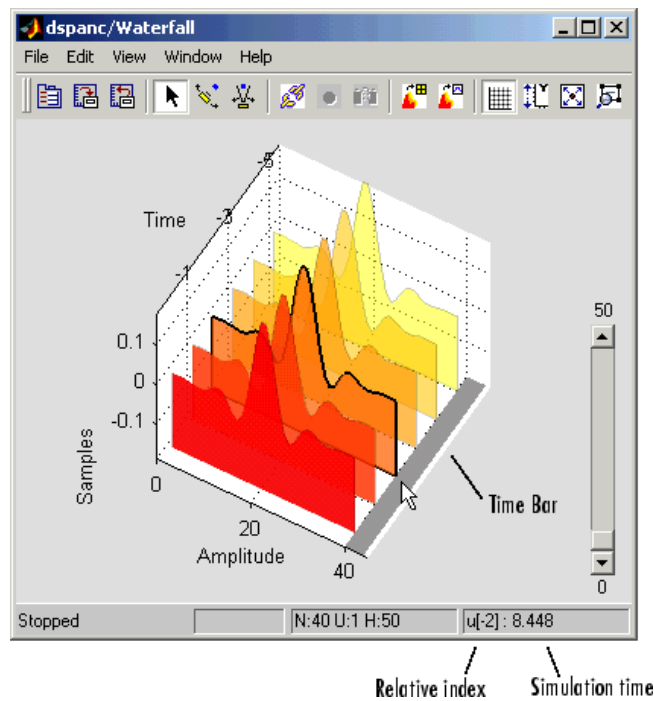 dspanc/Waterfall
File Edit View Window Help
-5
Time
-3
-1
50
0.1
0
-0.1
Samples
0
20
Amplitude
40
Time Bar
0
Stopped
N:40 U:1 H:50
u[-2] : 8.448
Relative index
Simulation time